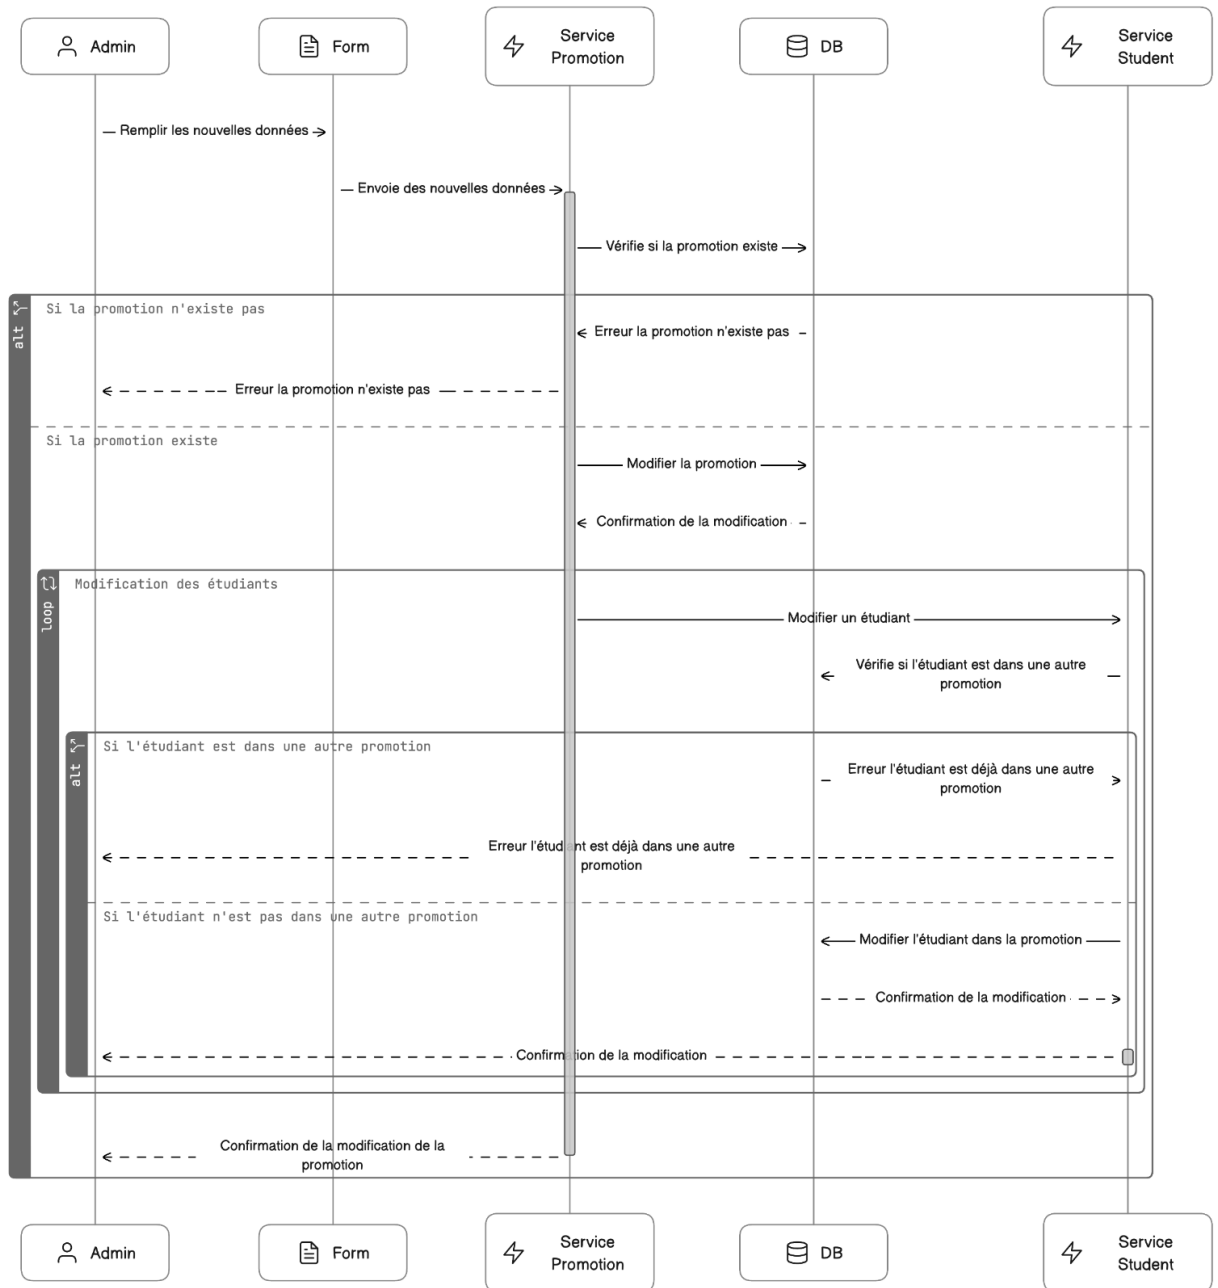 Admin
Form
Service
Promotion
DB
Service
Student
Remplir les nouvelles données
Envoie des nouvelles données
Vérifie si la promotion existe
alt
Si la promotion n'existe pas
Erreur la promotion n'existe pas
Erreur la promotion n'existe pas
Si la promotion existe
Modifier la promotion
Confirmation de la modification
loop
Modification des étudiants
Modifier un étudiant
Vérifie si l'étudiant est dans une autre
promotion
alt
Si l'étudiant est dans une autre promotion
Erreur l'étudiant est déjà dans une autre
promotion
Erreur l'étudiant est déjà dans une autre
promotion
Si l'étudiant n'est pas dans une autre promotion
Modifier l'étudiant dans la promotion
Confirmation de la modification
Confirmation de la modification
Confirmation de la modification de la
promotion
Admin
Form
Service
Promotion
DB
Service
Student